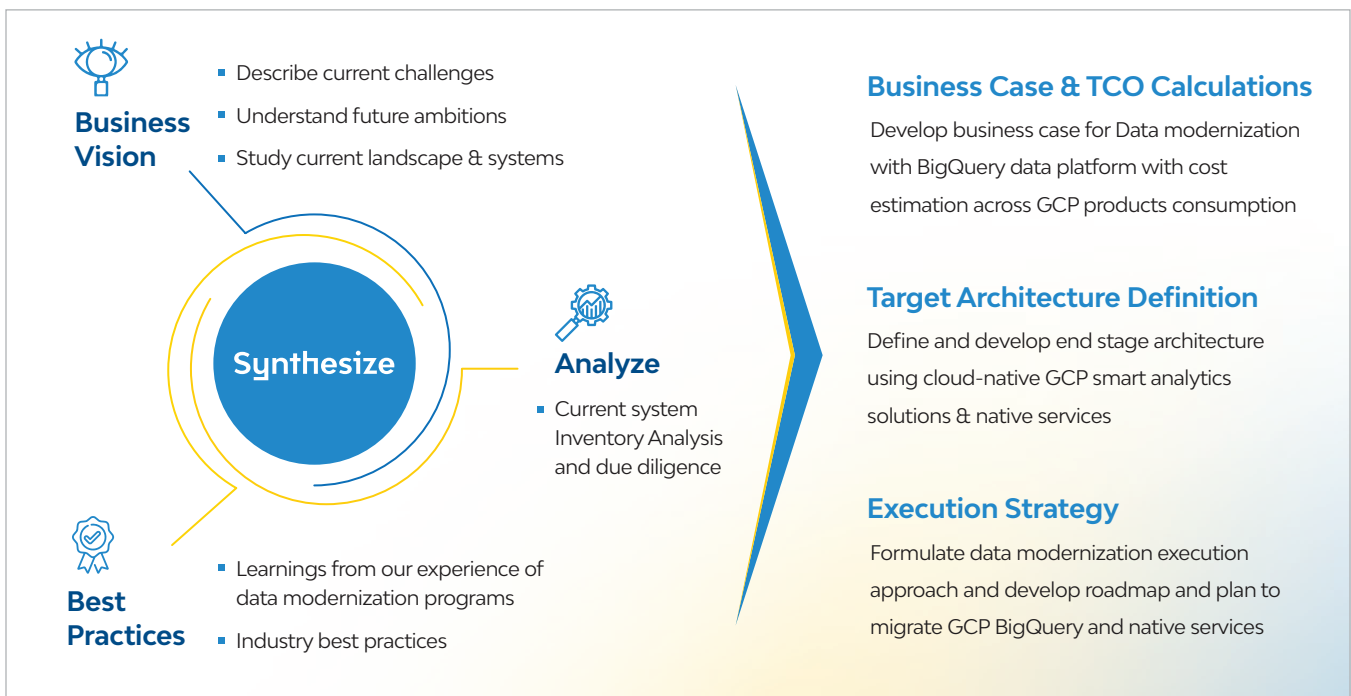 Business
Vision
Describe current challenges
Understand future ambitions
Study current landscape & systems
Synthesize
Analyze
Current system
Inventory Analysis
and due diligence
Best
Practices
Learnings from our experience of
data modernization programs
Industry best practices
Business Case & TCO Calculations
Develop business case for Data modernization
with BigQuery data platform with cost
estimation across GCP products consumption
Target Architecture Definition
Define and develop end stage architecture
using cloud-native GCP smart analytics
solutions & native services
Execution Strategy
Formulate data modernization execution
approach and develop roadmap and plan to
migrate GCP BigQuery and native services